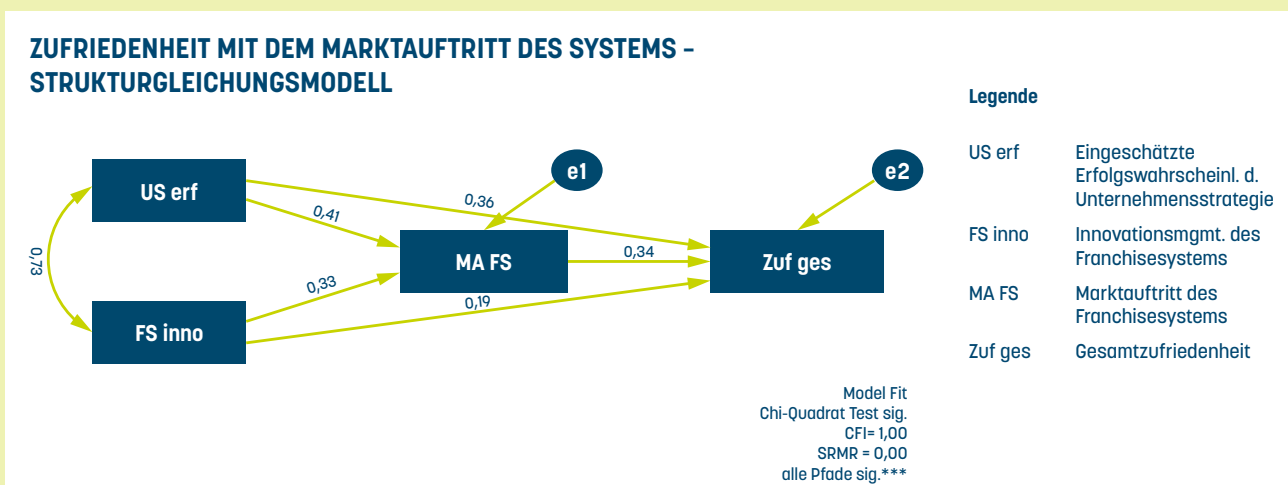 ZUFRIEDENHEIT MIT DEM MARKTAUFTRITT DES SYSTEMS –
STRUKTURGLEICHUNGSMODELL
US erf
FS inno
0,73
0,41
0,36
0,33
0,19
e1
MA FS
0,34
e2
Zuf ges
Model Fit
Chi-Quadrat Test sig.
CFI= 1,00
SRMR = 0,00
alle Pfade sig.***
Legende
US erf Eingeschätzte
Erfolgswahrscheinl. d.
Unternehmensstrategie
FS inno Innovationsmgmt. des
Franchisesystems
MA FS Marktauftritt des
Franchisesystems
Zuf ges Gesamtzufriedenheit